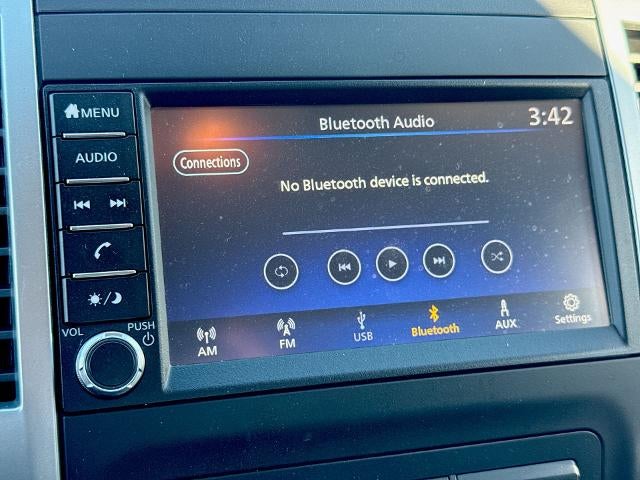 MENU
AUDIO
VOL
PUSH
Bluetooth Audio
3:42
Connections
No Bluetooth device is connected.
AM
FM
USB
Bluetooth
AUX
Settings